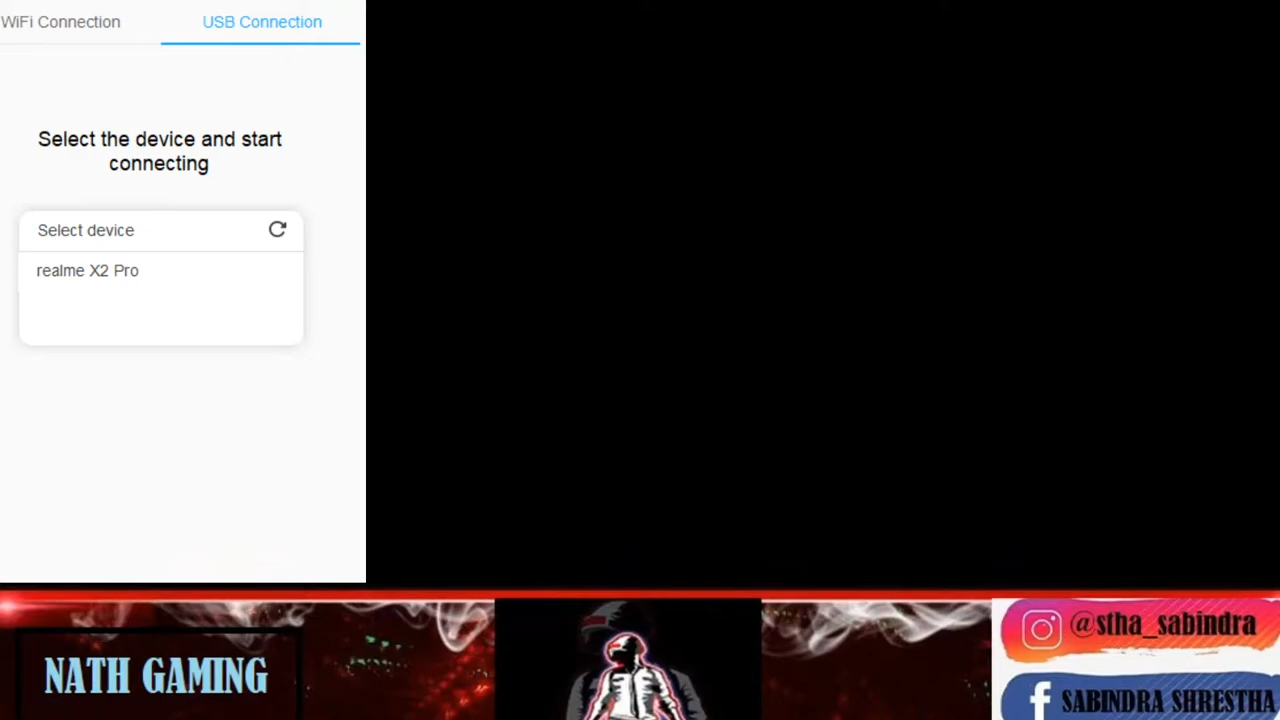 WiFi Connection
USB Connection
Select the device and start
connecting
Select device
realme X2 Pro
NATH GAMING
@stha_sabindra
SABINDRA SHRESTHA